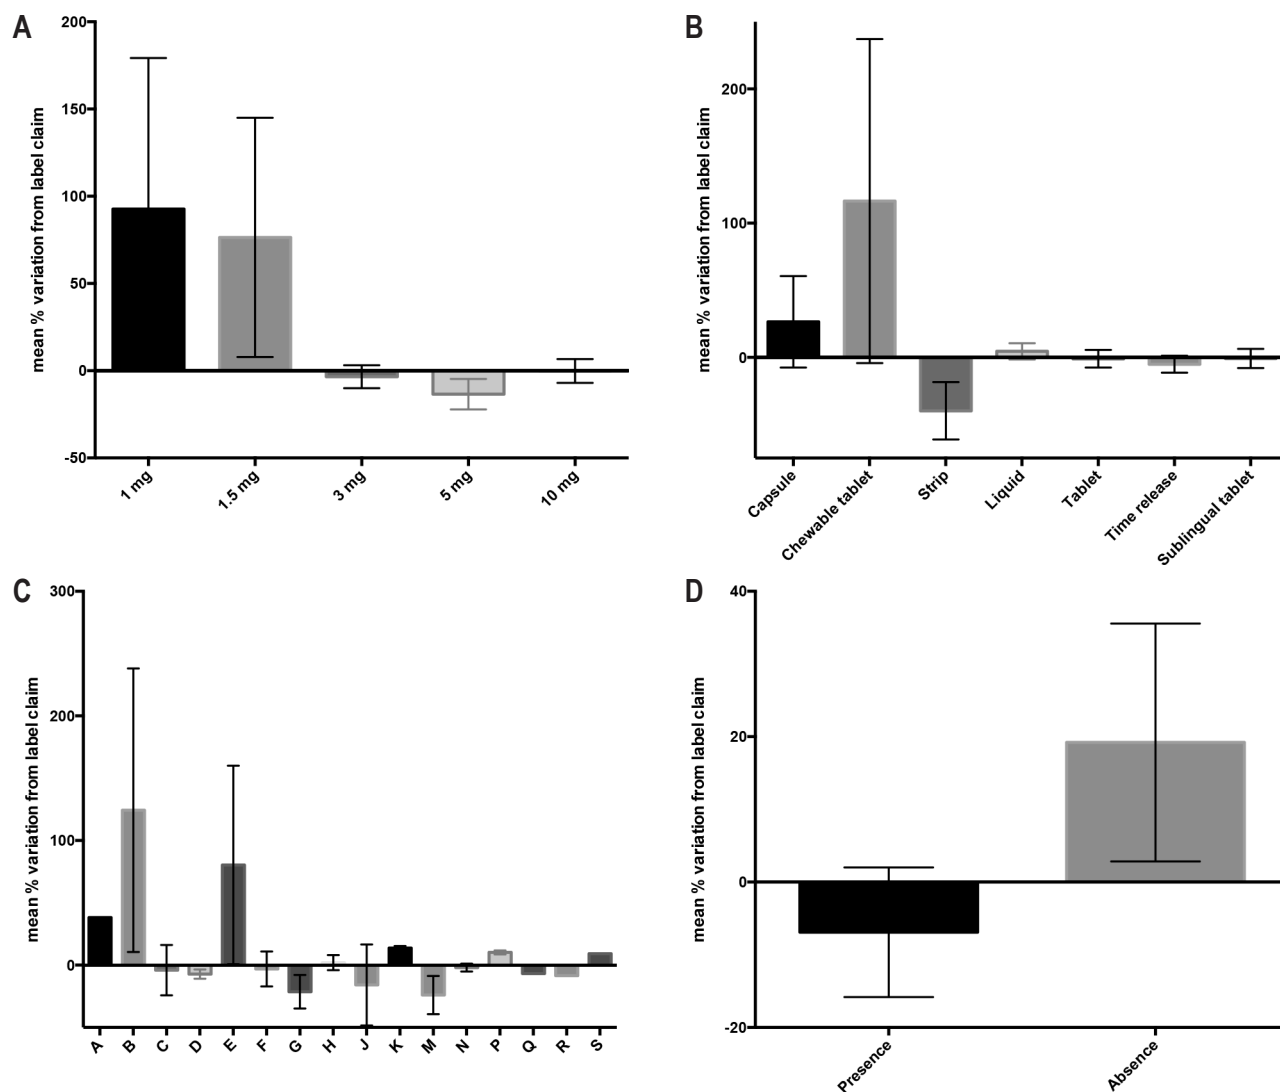 A
mean % variation from label claim
200
150
100
50
0
-50
1 mg
1.5 mg
3 mg
5 mg
10 mg
B
mean % variation from label claim
200
100
0
Capsule
Chewable tablet
Strip
Liquid
Tablet
Time release
Sublingual tablet
C
mean % variation from label claim
300
200
100
0
A
B
C
D
E
F
G
H
J
K
M
N
P
Q
R
S
D
mean % variation from label claim
40
20
0
-20
Presence
Absence